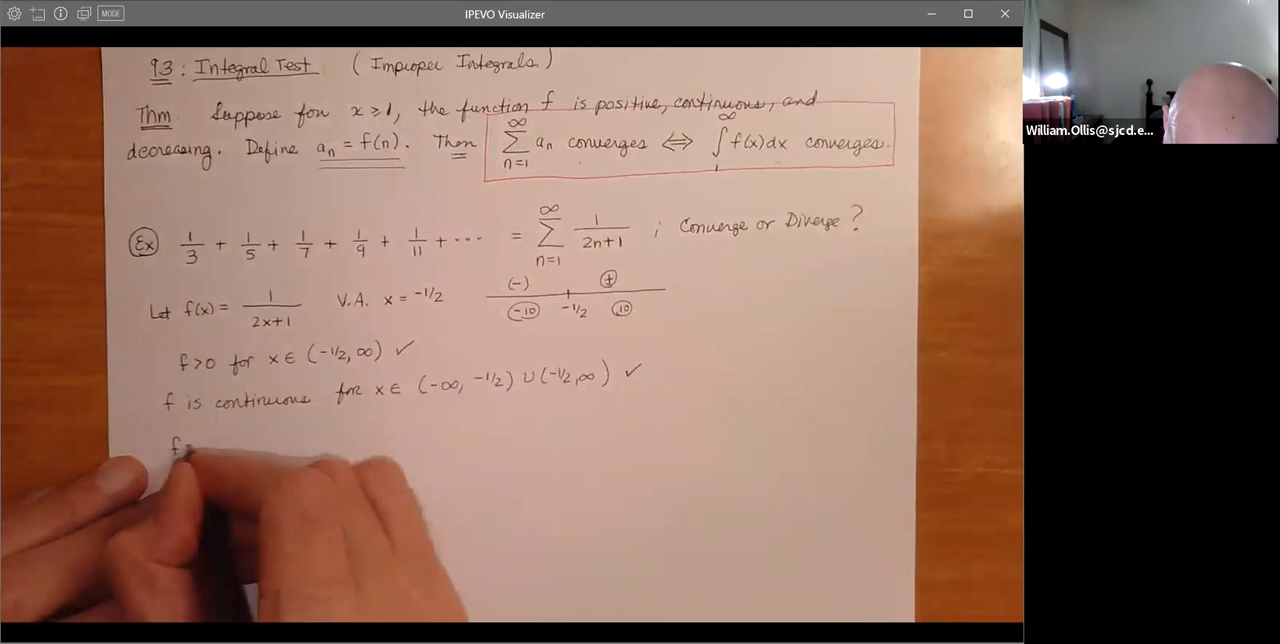 MODE
IPEVO Visualizer
9.3 : Integral Test (Improper Integrals)
Thm. Suppose for x ≥ 1, the function f is positive, continuous, and
decreasing. Define aₙ = f(n). Then ∑_{n=1}^{∞} aₙ converges ⇔ ∫_{1}^{∞} f(x)dx converges.
Ex 1/3 + 1/5 + 1/7 + 1/9 + 1/11 + ... = ∑_{n=1}^{∞} 1/(2n+1) ; Converge or Diverge?
Let f(x) = 1/(2x+1) V.A. x = -1/2 (-) (+)
-10 -1/2 10
f>0 for x ∈ (-1/2, ∞) ✓
f is continuous for x ∈ (-∞, -1/2) ∪ (-1/2, ∞) ✓
f
William.Ollis@sjcd.e...